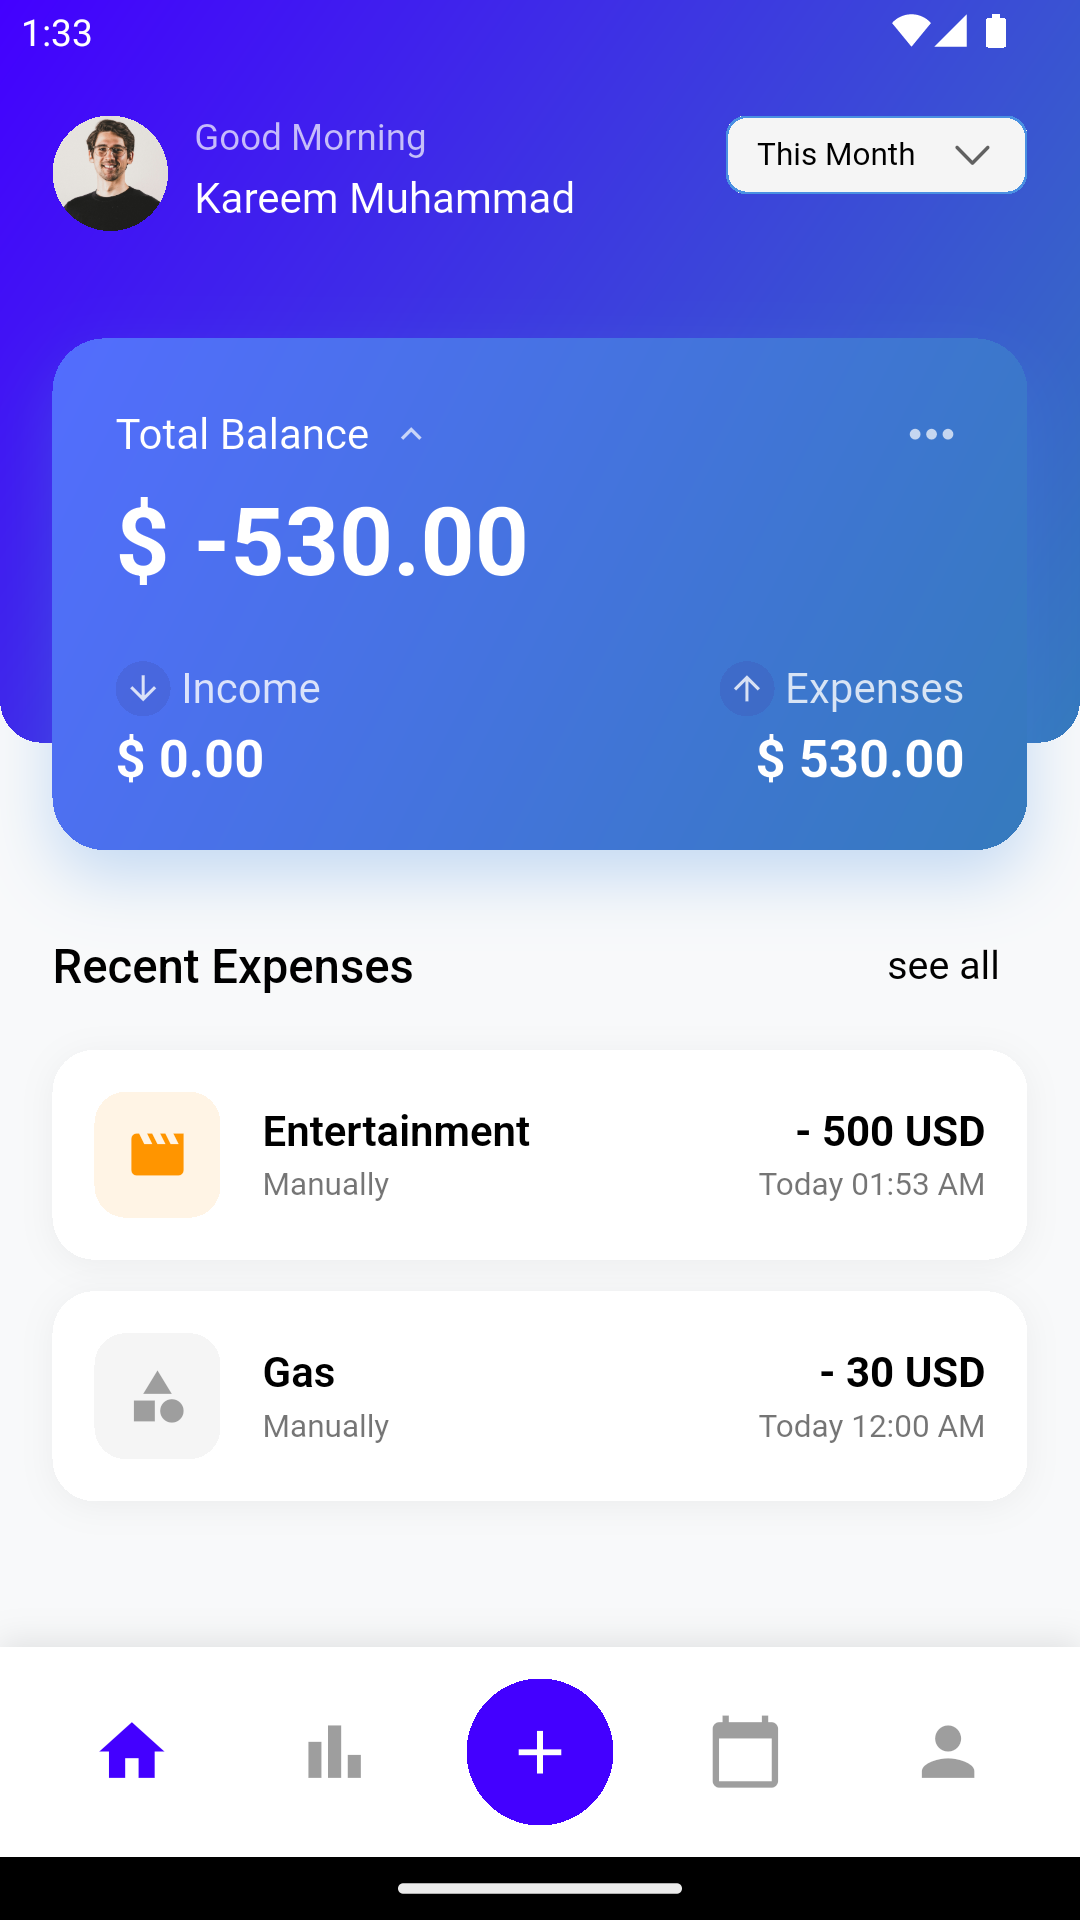 1:33
Good Morning
Kareem Muhammad
This Month
Total Balance
$ -530.00
Income
$ 0.00
Expenses
$ 530.00
Recent Expenses
see all
Entertainment
- 500 USD
Manually
Today 01:53 AM
Gas
- 30 USD
Manually
Today 12:00 AM